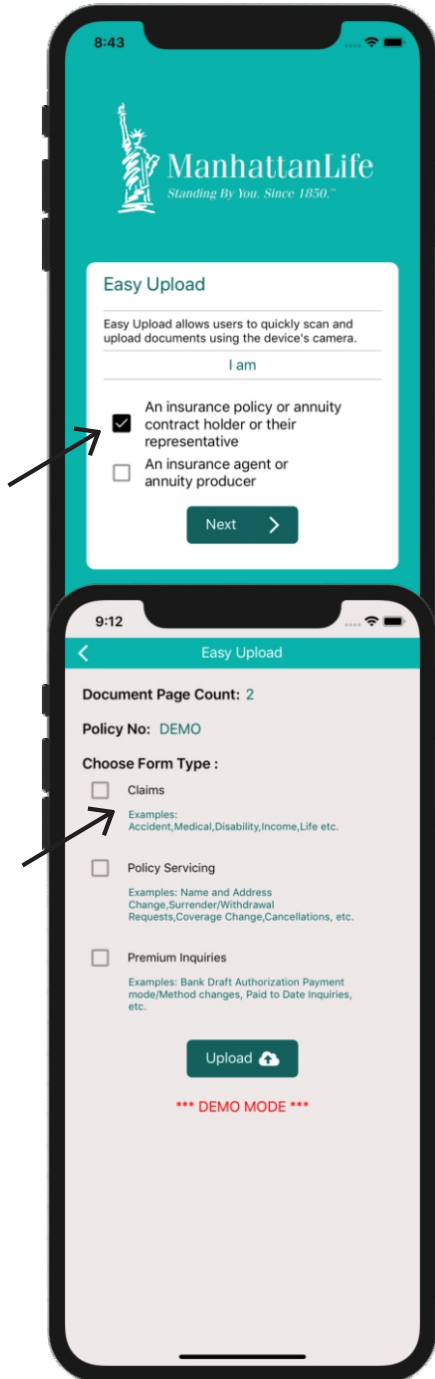 8:43
ManhattanLife
Standing By You. Since 1850.™
Easy Upload
Easy Upload allows users to quickly scan and
upload documents using the device's camera.
I am
An insurance policy or annuity
contract holder or their
representative
An insurance agent or
annuity producer
Next
9:12
Easy Upload
Document Page Count: 2
Policy No: DEMO
Choose Form Type :
Claims
Examples:
Accident,Medical,Disability,Income,Life etc.
Policy Servicing
Examples: Name and Address
Change,Surrender/Withdrawal
Requests,Coverage Change,Cancellations, etc.
Premium Inquiries
Examples: Bank Draft Authorization Payment
mode/Method changes, Paid to Date Inquiries,
etc.
Upload
*** DEMO MODE ***